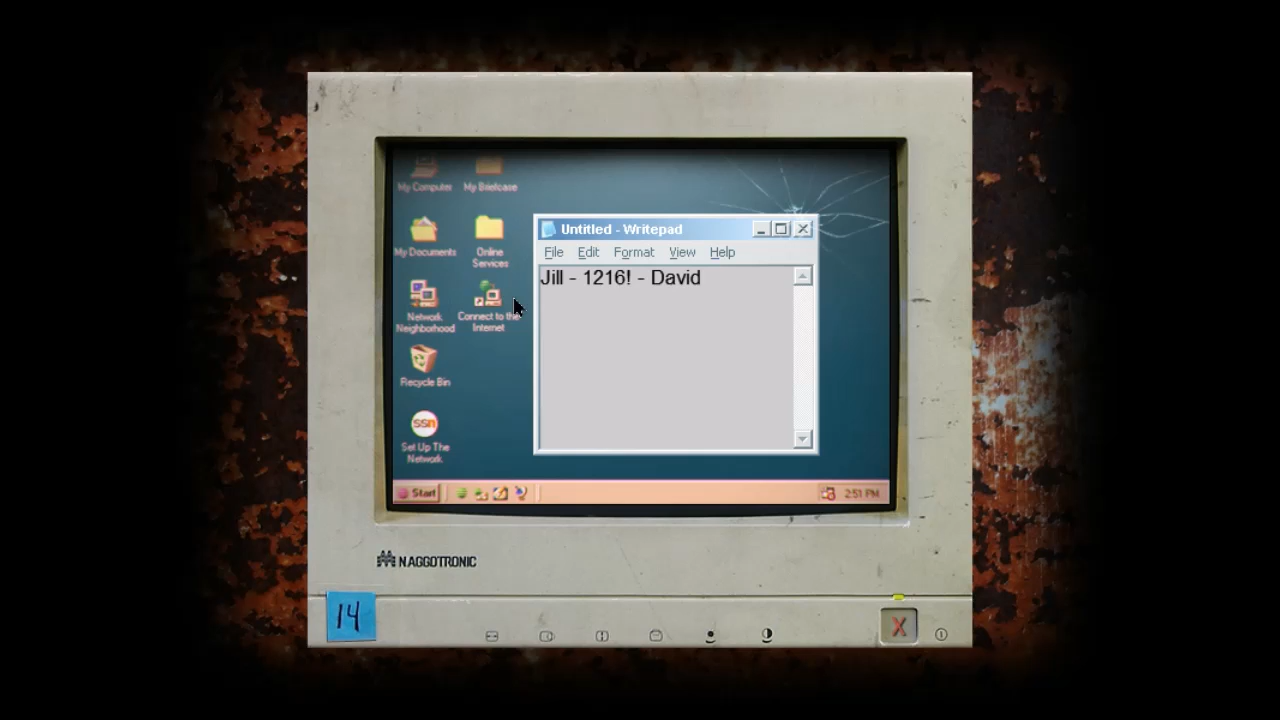 My Computer
My Briefcase
Untitled - Writepad
File Edit Format View Help
Jill - 1216! - David
My Documents
Online
Services
Network
Neighborhood
Connect to the
Internet
Recycle Bin
ssn
Set Up The
Network
Start
2:51 PM
NAGGOTRONIC
14
X